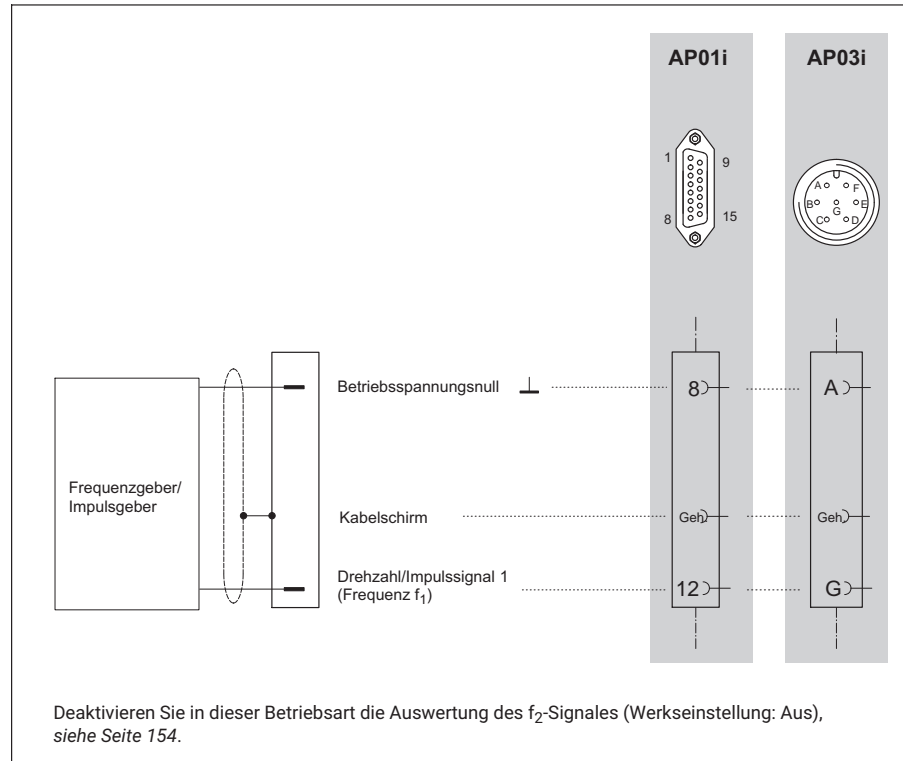 AP01i
AP03i
1
9
8
15
A
F
B
G
E
C
D
Betriebsspannungsnull
8
A
Frequenzgeber/
Impulsgeber
Kabelschirm
Geh.
Geh.
Drehzahl/Impulssignal 1
(Frequenz f₁)
12
G
Deaktivieren Sie in dieser Betriebsart die Auswertung des f₂-Signales (Werkseinstellung: Aus),
siehe Seite 154.